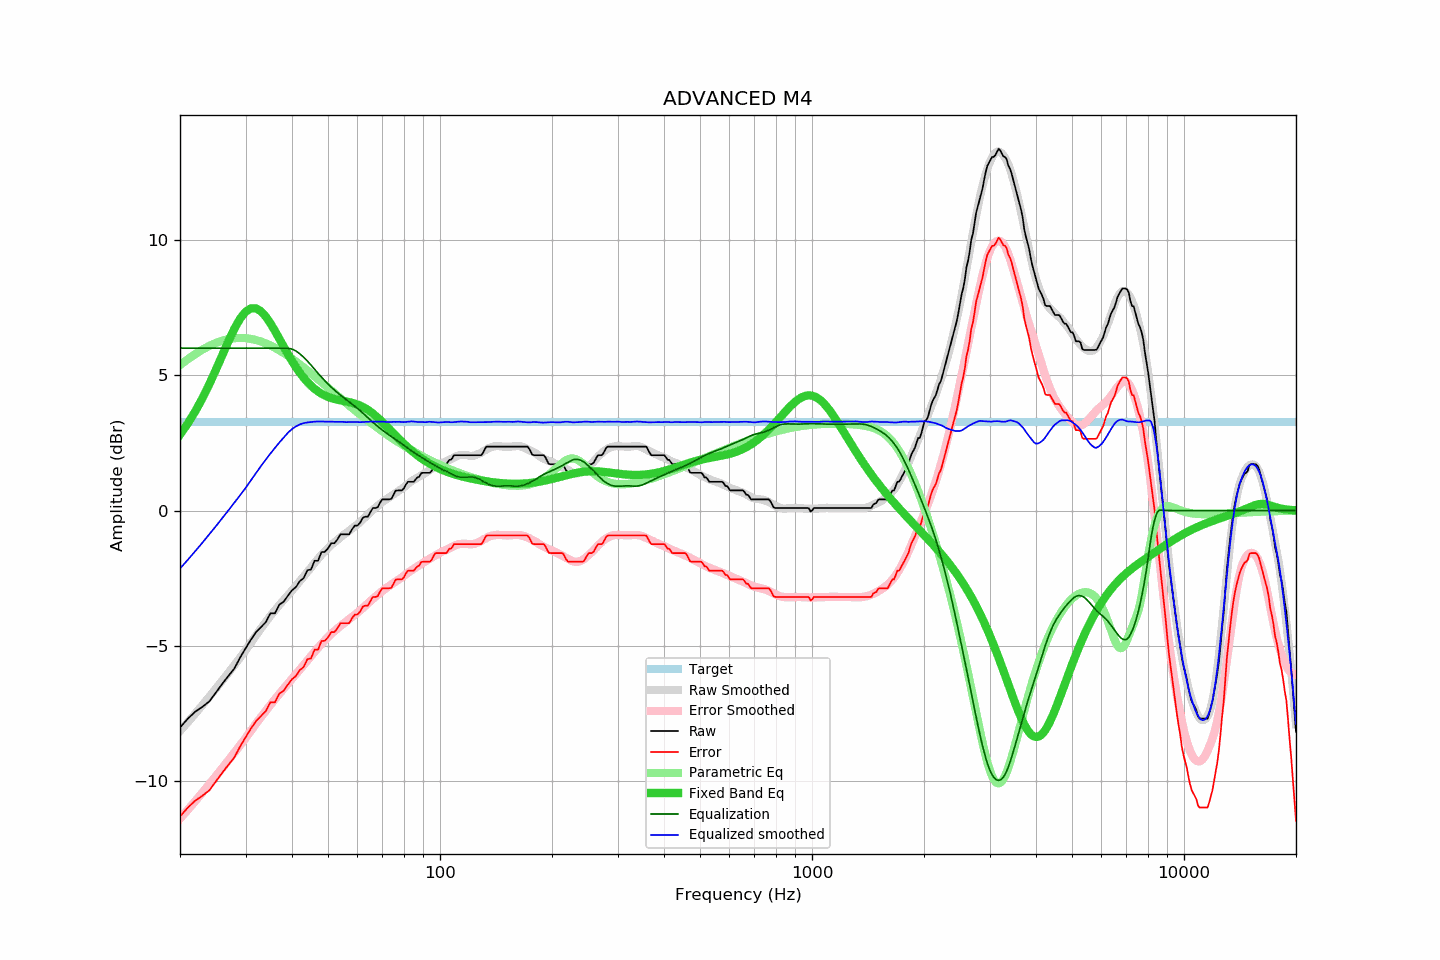 ADVANCED M4
Amplitude (dBr)
10
5
0
−5
−10
Target
Raw Smoothed
Error Smoothed
Raw
Error
Parametric Eq
Fixed Band Eq
Equalization
Equalized smoothed
100
1000
10000
Frequency (Hz)